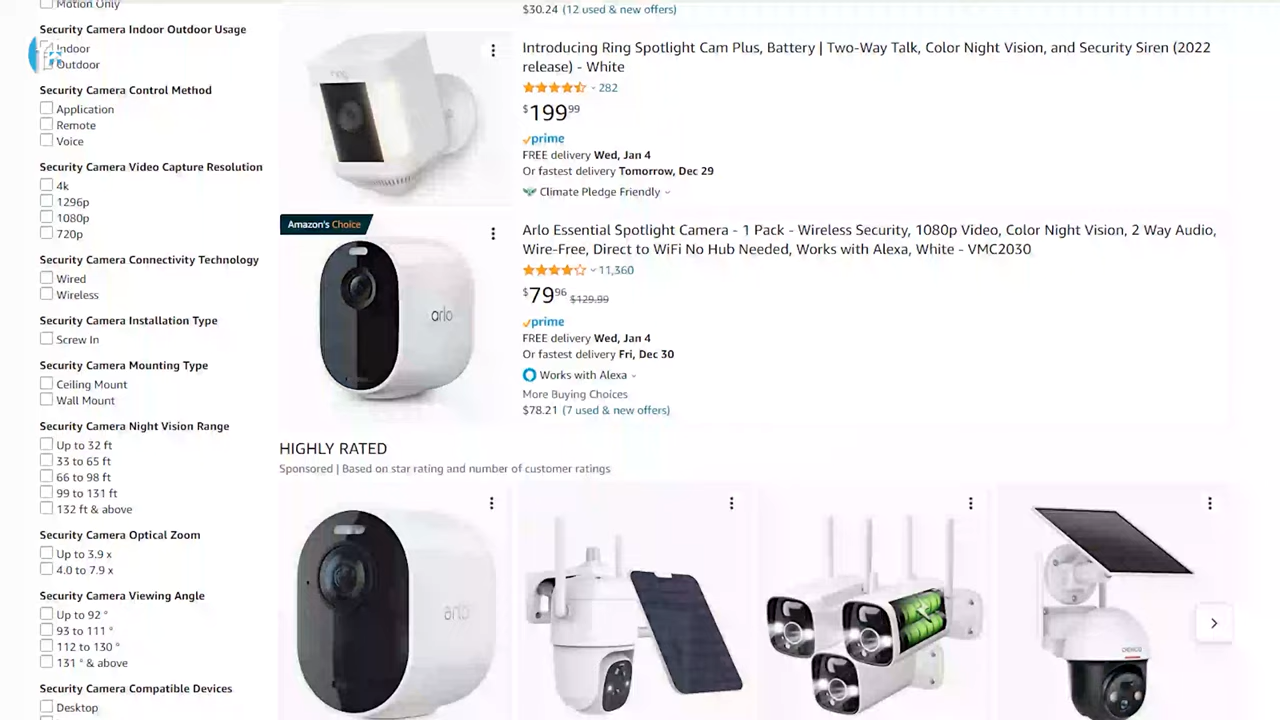 Motion Only
Security Camera Indoor Outdoor Usage
Indoor
Outdoor
Security Camera Control Method
Application
Remote
Voice
Security Camera Video Capture Resolution
4k
1296p
1080p
720p
Security Camera Connectivity Technology
Wired
Wireless
Security Camera Installation Type
Screw In
Security Camera Mounting Type
Ceiling Mount
Wall Mount
Security Camera Night Vision Range
Up to 32 ft
33 to 65 ft
66 to 98 ft
99 to 131 ft
132 ft & above
Security Camera Optical Zoom
Up to 3.9 x
4.0 to 7.9 x
Security Camera Viewing Angle
Up to 92 °
93 to 111 °
112 to 130 °
131 ° & above
Security Camera Compatible Devices
Desktop
$30.24 (12 used & new offers)
Introducing Ring Spotlight Cam Plus, Battery | Two-Way Talk, Color Night Vision, and Security Siren (2022
release) - White
282
$199.99
prime
FREE delivery Wed, Jan 4
Or fastest delivery Tomorrow, Dec 29
Climate Pledge Friendly
Amazon's Choice
arlo
Arlo Essential Spotlight Camera - 1 Pack - Wireless Security, 1080p Video, Color Night Vision, 2 Way Audio,
Wire-Free, Direct to WiFi No Hub Needed, Works with Alexa, White - VMC2030
11,360
$79.96 $129.99
prime
FREE delivery Wed, Jan 4
Or fastest delivery Fri, Dec 30
Works with Alexa
More Buying Choices
$78.21 (7 used & new offers)
HIGHLY RATED
Sponsored | Based on star rating and number of customer ratings
arlo